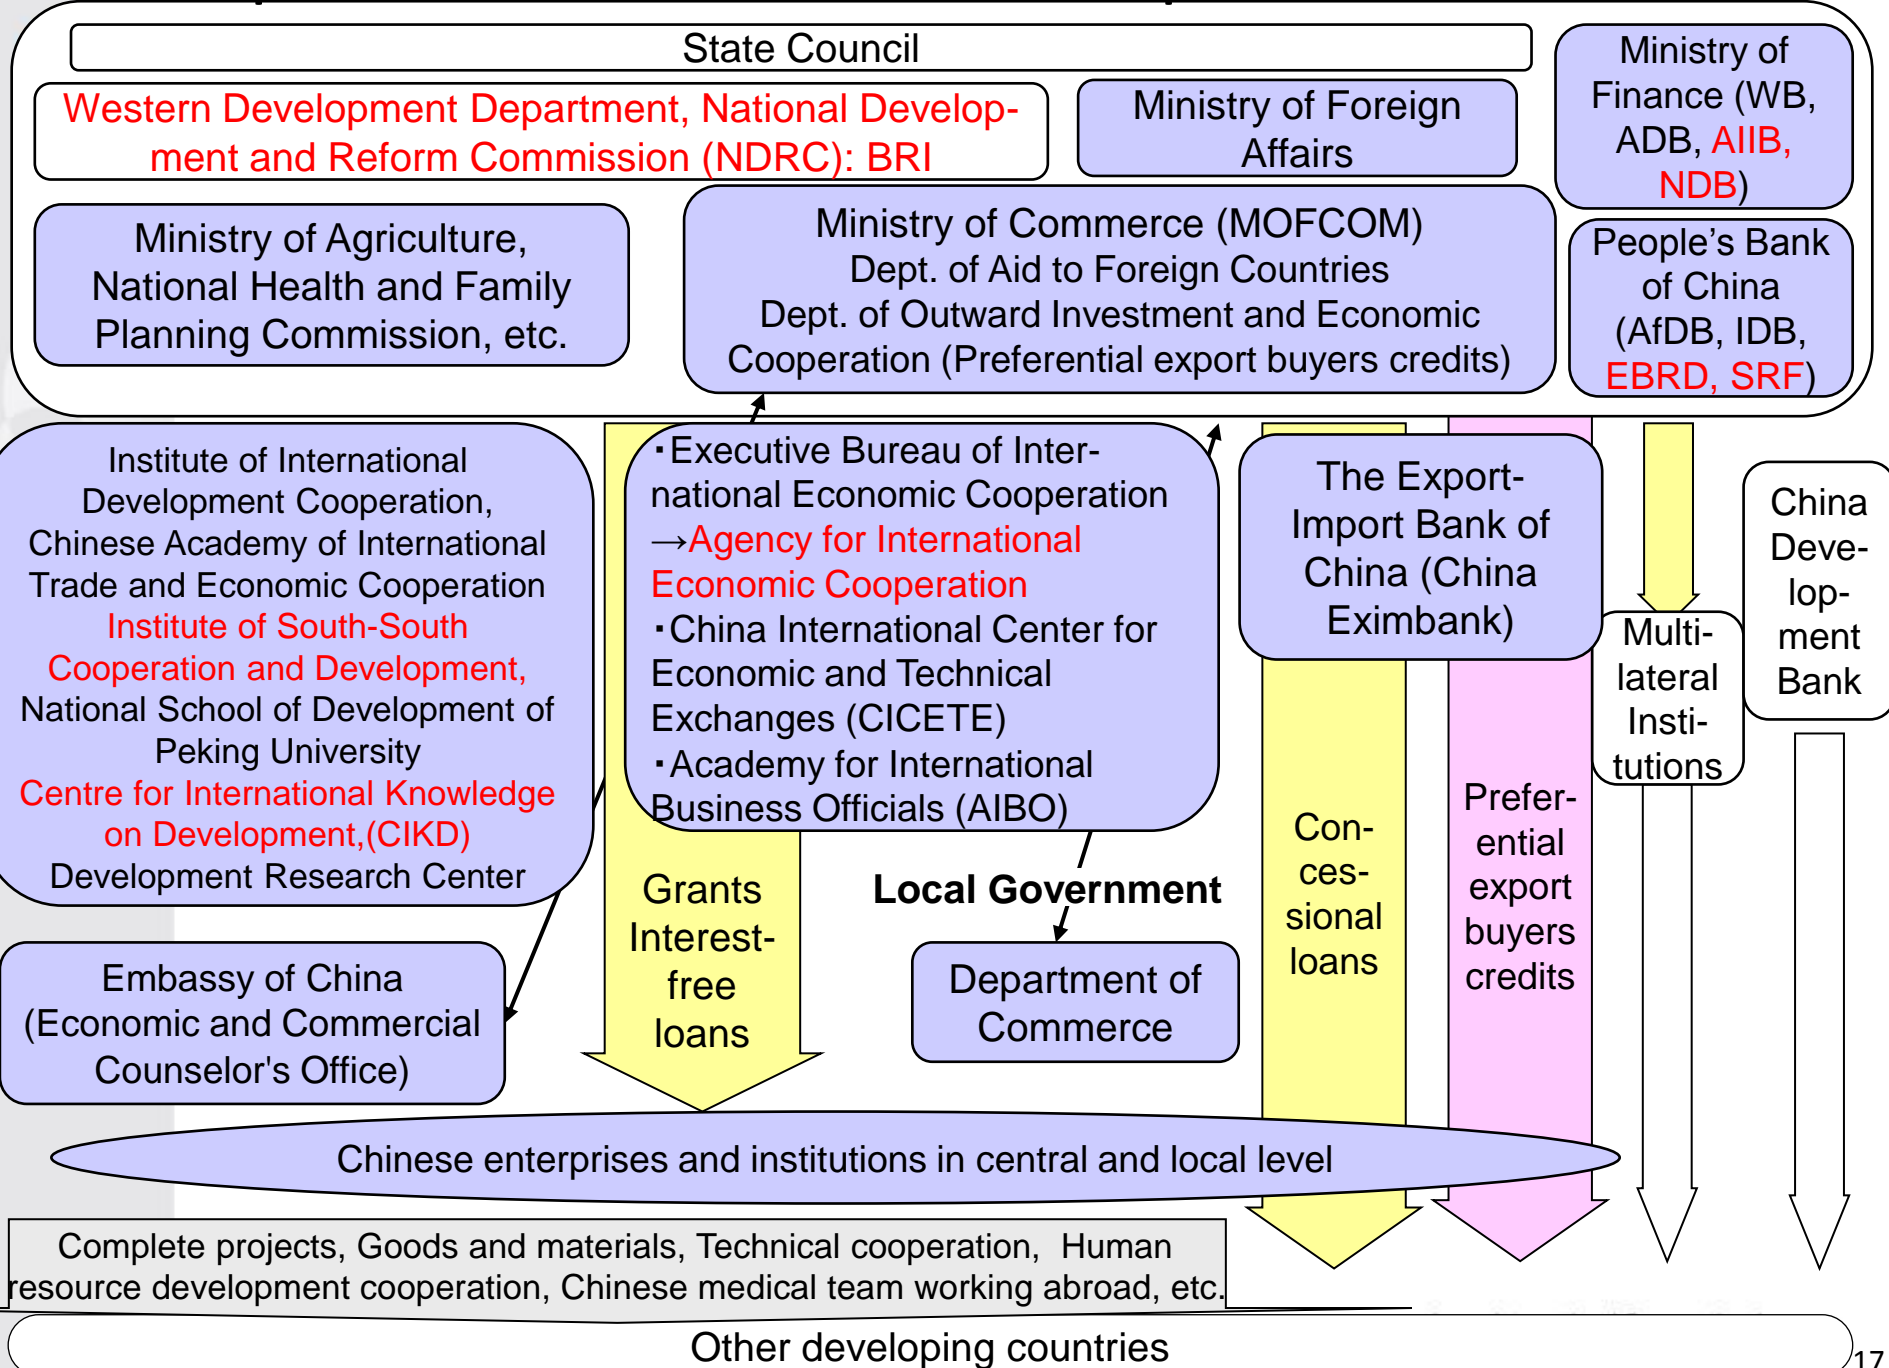 State Council
Western Development Department, National Develop-
ment and Reform Commission (NDRC): BRI
Ministry of Foreign
Affairs
Ministry of
Finance (WB,
ADB, AIIB,
NDB)
Ministry of Agriculture,
National Health and Family
Planning Commission, etc.
Ministry of Commerce (MOFCOM)
Dept. of Aid to Foreign Countries
Dept. of Outward Investment and Economic
Cooperation (Preferential export buyers credits)
People's Bank
of China
(AfDB, IDB,
EBRD, SRF)
Institute of International
Development Cooperation,
Chinese Academy of International
Trade and Economic Cooperation
Institute of South-South
Cooperation and Development,
National School of Development of
Peking University
Centre for International Knowledge
on Development,(CIKD)
Development Research Center
・Executive Bureau of Inter-
national Economic Cooperation
→Agency for International
Economic Cooperation
・China International Center for
Economic and Technical
Exchanges (CICETE)
・Academy for International
Business Officials (AIBO)
The Export-
Import Bank of
China (China
Eximbank)
Multi-
lateral
Insti-
tutions
China
Deve-
lop-
ment
Bank
Embassy of China
(Economic and Commercial
Counselor's Office)
Grants
Interest-
free
loans
Local Government
Department of
Commerce
Con-
ces-
sional
loans
Prefer-
ential
export
buyers
credits
Chinese enterprises and institutions in central and local level
Complete projects, Goods and materials, Technical cooperation, Human
resource development cooperation, Chinese medical team working abroad, etc.
Other developing countries
17